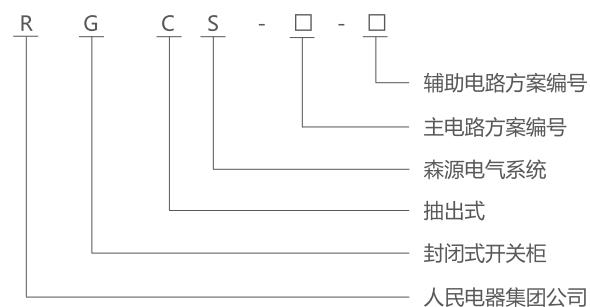 R G C S - □ - □
辅助电路方案编号
主电路方案编号
森源电气系统
抽出式
封闭式开关柜
人民电器集团公司